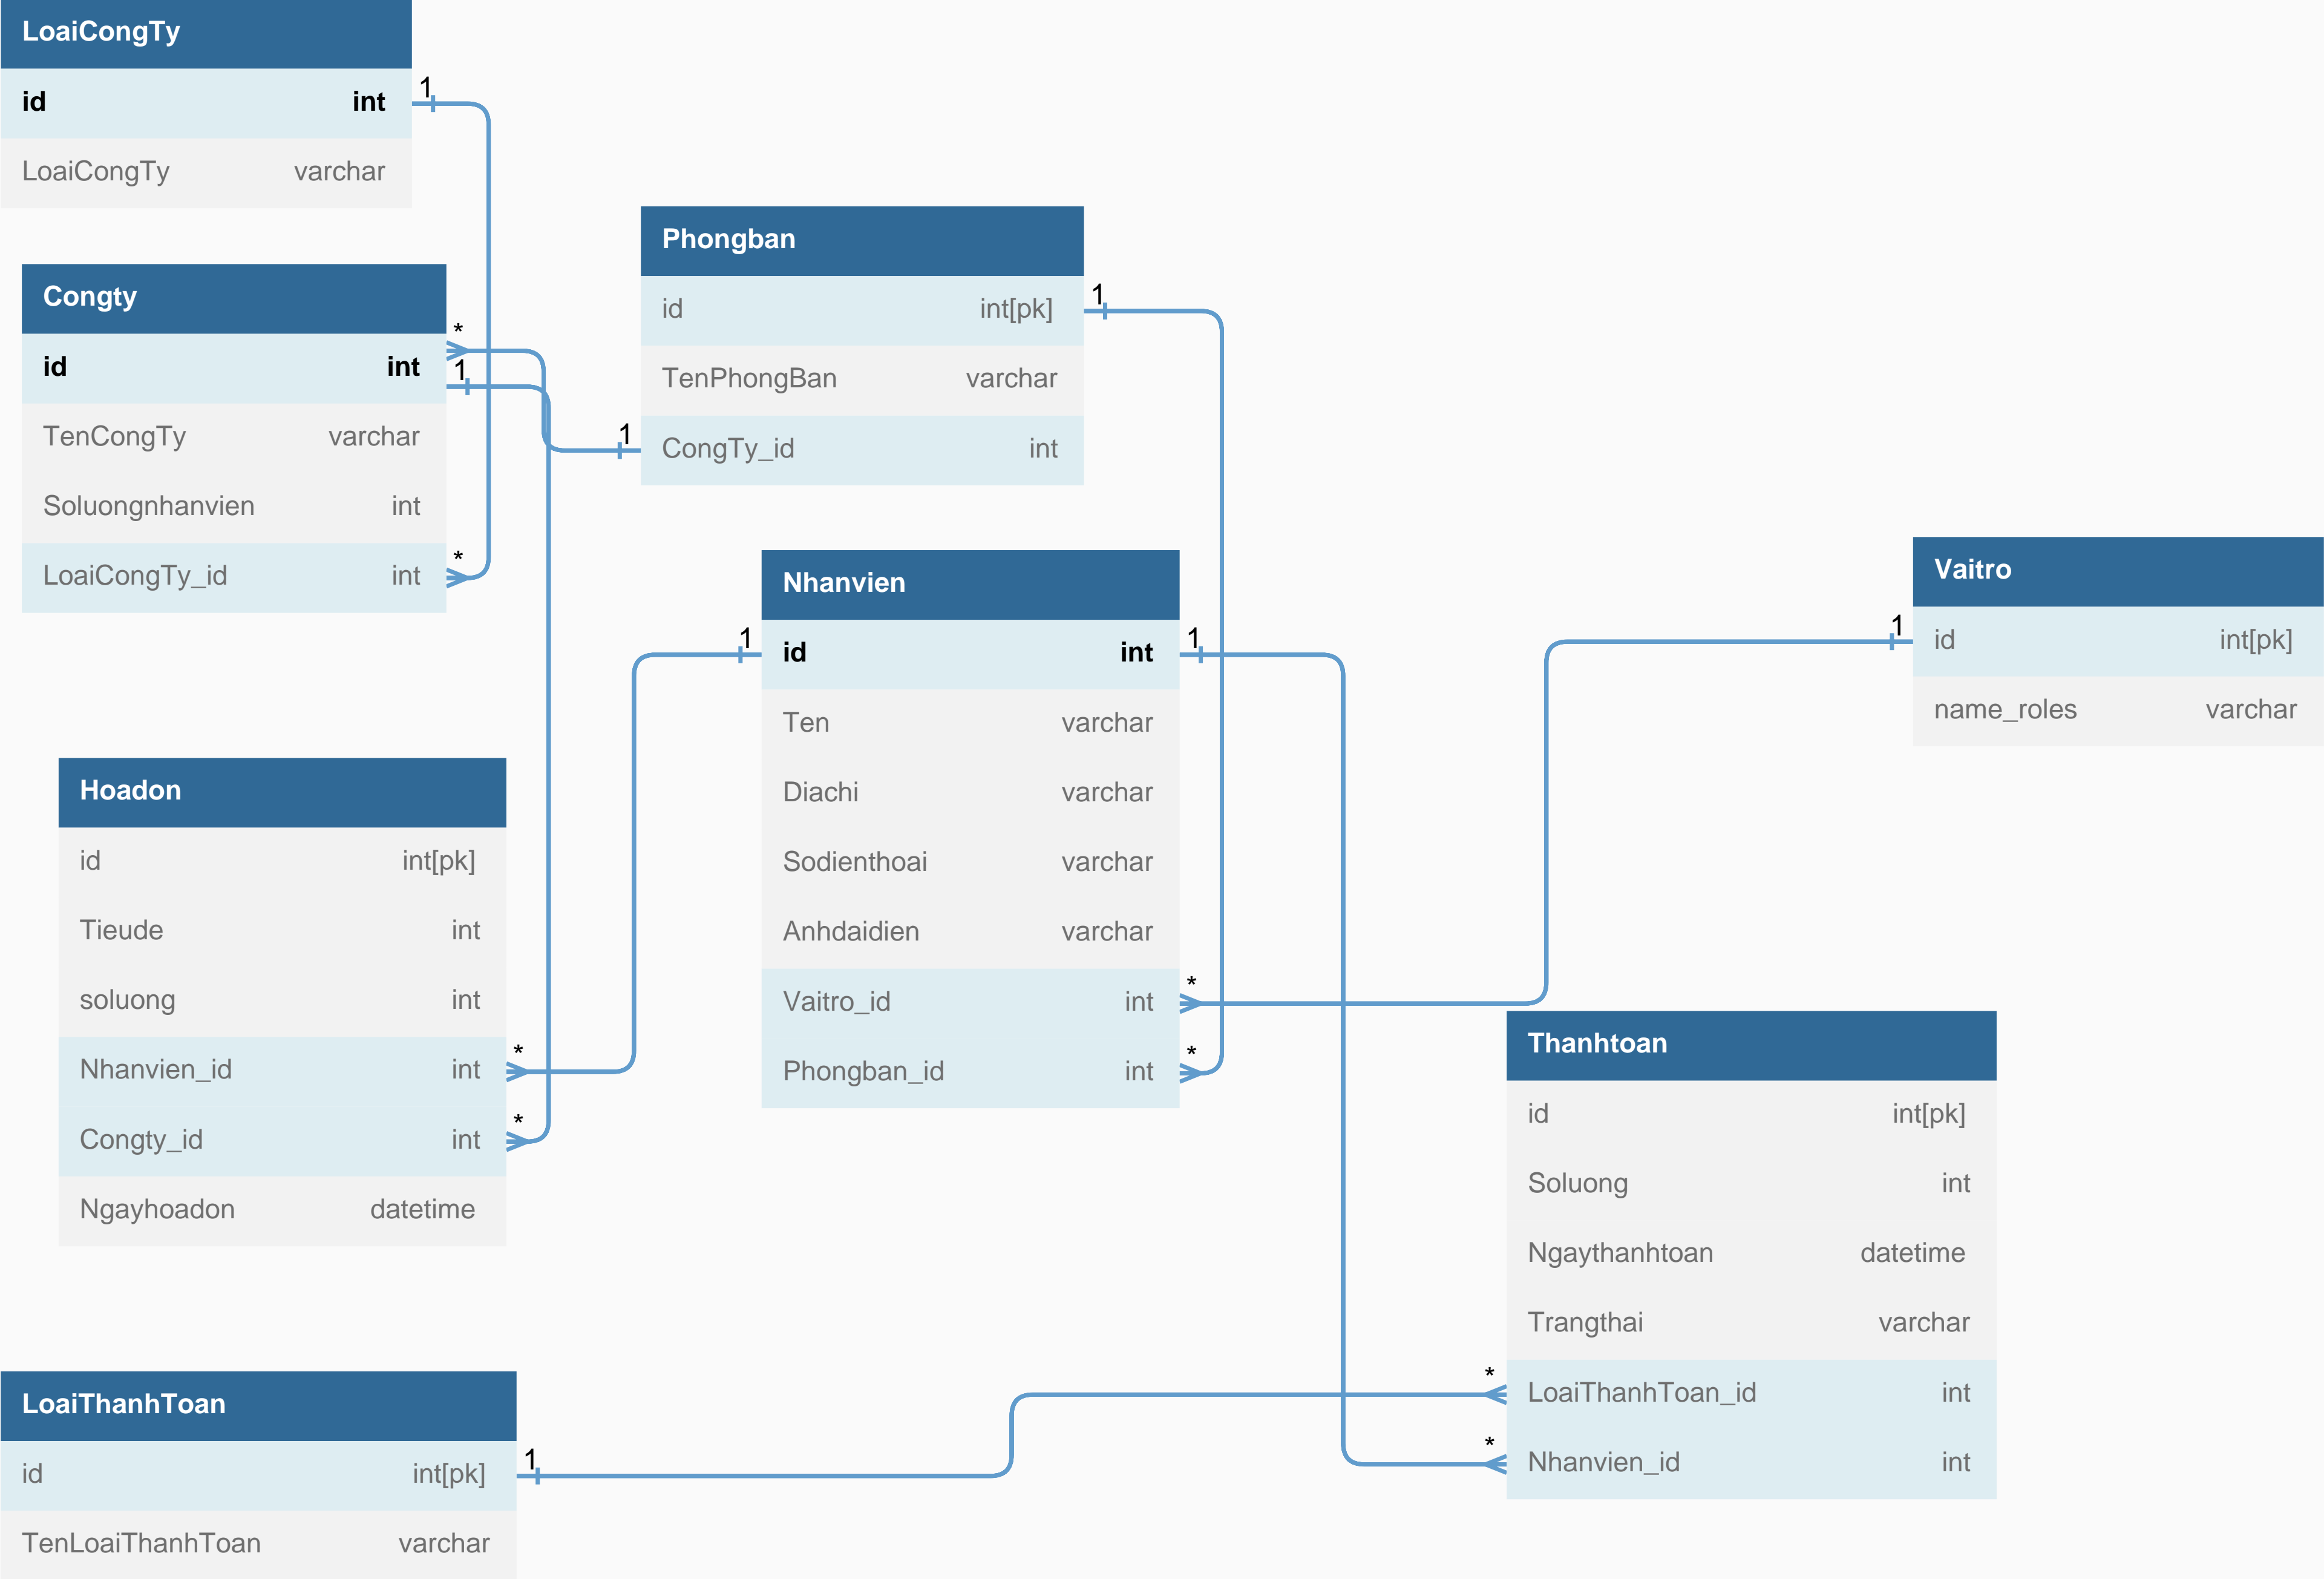 LoaiCongTy
id int
LoaiCongTy varchar
1
Congty
id int
TenCongTy varchar
Soluongnhanvien int
LoaiCongTy_id int
*
1
*
Phongban
id int[pk]
TenPhongBan varchar
CongTy_id int
1
1
Nhanvien
id int
Ten varchar
Diachi varchar
Sodienthoai varchar
Anhdaidien varchar
Vaitro_id int
Phongban_id int
1
1
*
*
Vaitro
id int[pk]
name_roles varchar
1
Hoadon
id int[pk]
Tieude int
soluong int
Nhanvien_id int
Congty_id int
Ngayhoadon datetime
*
*
Thanhtoan
id int[pk]
Soluong int
Ngaythanhtoan datetime
Trangthai varchar
LoaiThanhToan_id int
Nhanvien_id int
*
*
LoaiThanhToan
id int[pk]
TenLoaiThanhToan varchar
1